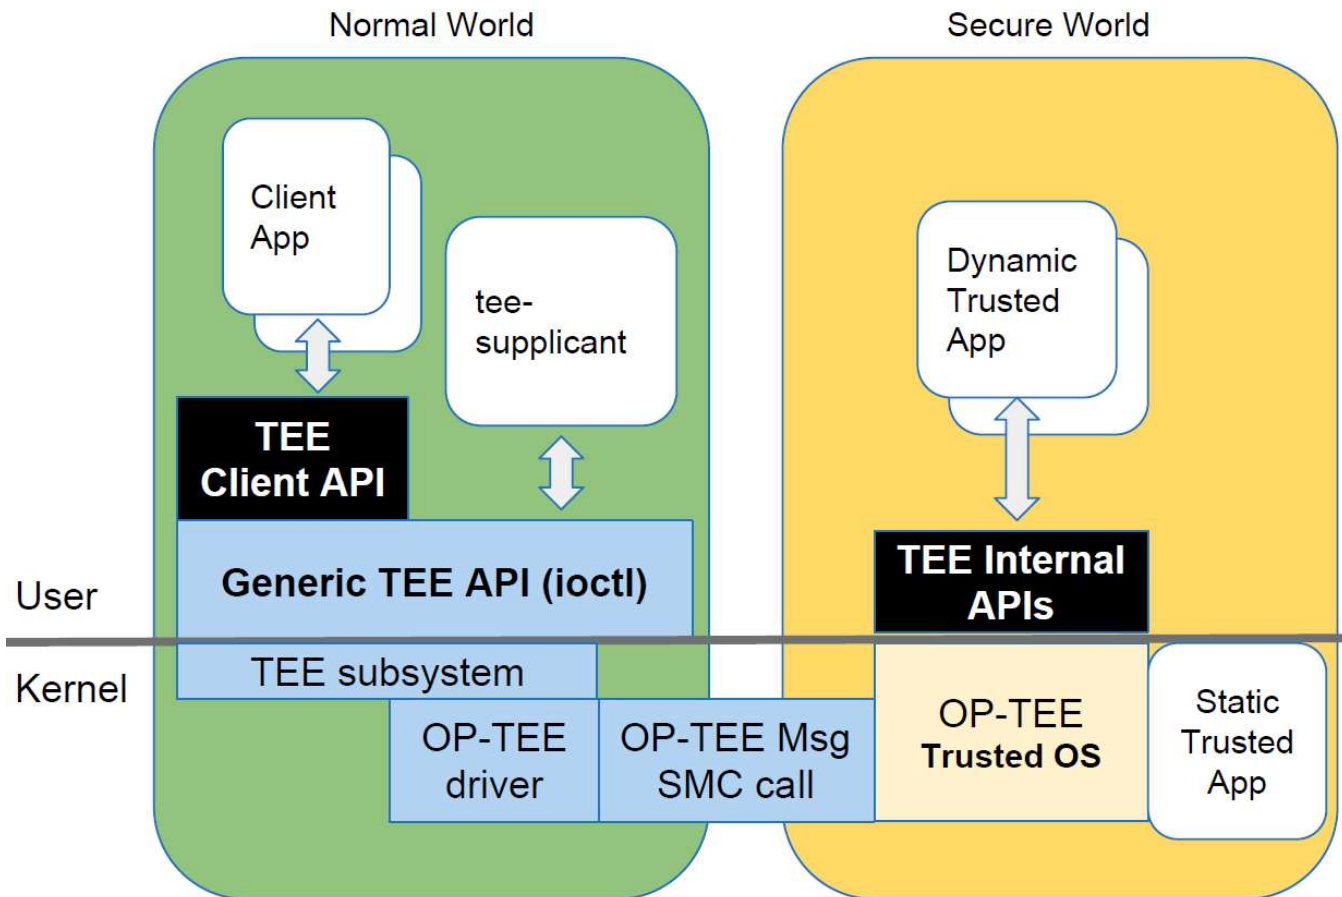 Normal World
Secure World
Client
App
tee-
supplicant
Dynamic
Trusted
App
TEE
Client API
Generic TEE API (ioctl)
TEE Internal
APIs
User
Kernel
TEE subsystem
OP-TEE
driver
OP-TEE Msg
SMC call
OP-TEE
Trusted OS
Static
Trusted
App